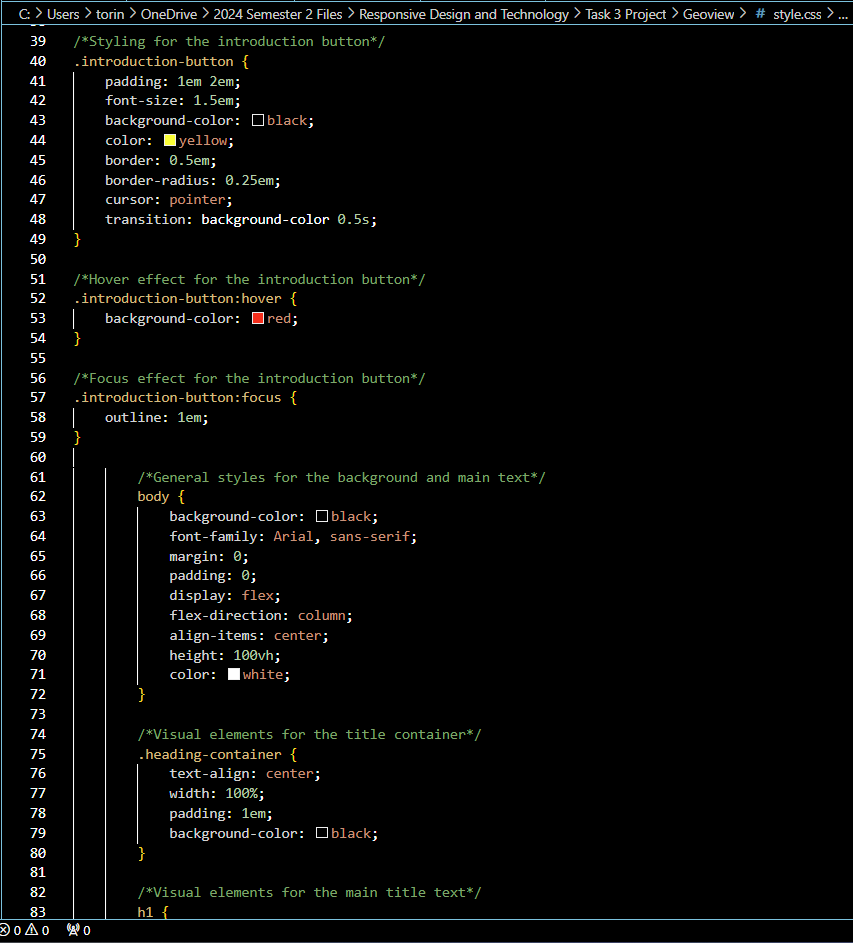 C: > Users > torin > OneDrive > 2024 Semester 2 Files > Responsive Design and Technology > Task 3 Project > Geoview > # style.css > ...
39 /*Styling for the introduction button*/
40 .introduction-button {
41 padding: 1em 2em;
42 font-size: 1.5em;
43 background-color: black;
44 color: yellow;
45 border: 0.5em;
46 border-radius: 0.25em;
47 cursor: pointer;
48 transition: background-color 0.5s;
49 }
50
51 /*Hover effect for the introduction button*/
52 .introduction-button:hover {
53 background-color: red;
54 }
55
56 /*Focus effect for the introduction button*/
57 .introduction-button:focus {
58 outline: 1em;
59 }
60
61 /*General styles for the background and main text*/
62 body {
63 background-color: black;
64 font-family: Arial, sans-serif;
65 margin: 0;
66 padding: 0;
67 display: flex;
68 flex-direction: column;
69 align-items: center;
70 height: 100vh;
71 color: white;
72 }
73
74 /*Visual elements for the title container*/
75 .heading-container {
76 text-align: center;
77 width: 100%;
78 padding: 1em;
79 background-color: black;
80 }
81
82 /*Visual elements for the main title text*/
83 h1 {
0 0 0